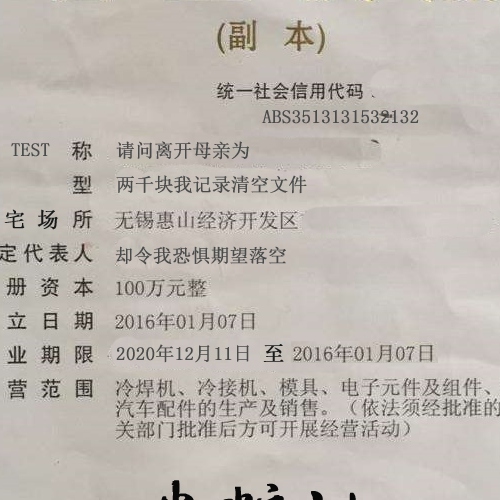 (副 本)
统一社会信用代码
ABS3513131532132
TEST 称 请问离开母亲为
型 两千块我记录清空文件
宅场所 无锡惠山经济开发区
定代表人 却令我恐惧期望落空
册资本 100万元整
立日期 2016年01月07日
业期限 2020年12月11日 至 2016年01月07日
营范围 冷焊机、冷接机、模具、电子元件及组件、
汽车配件的生产及销售。（依法须经批准的
关部门批准后方可开展经营活动）